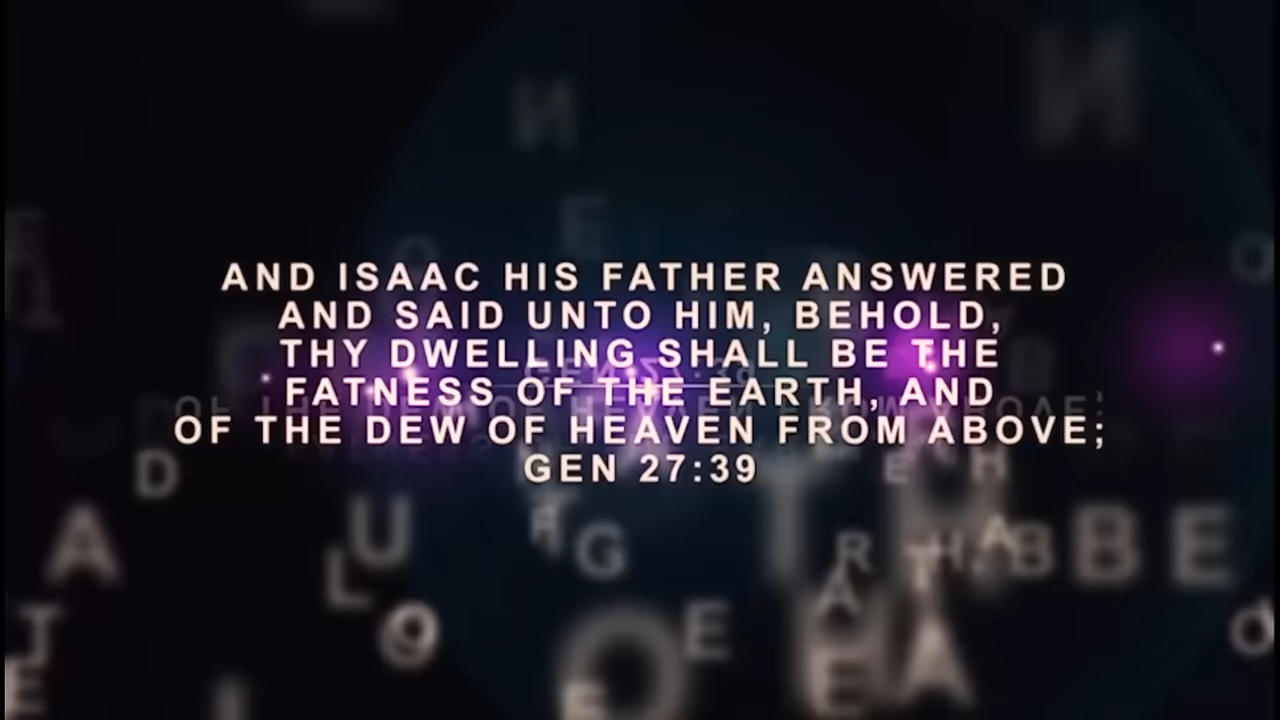 AND ISAAC HIS FATHER ANSWERED
AND SAID UNTO HIM, BEHOLD,
THY DWELLING SHALL BE THE
FATNESS OF THE EARTH, AND
OF THE DEW OF HEAVEN FROM ABOVE;
GEN 27:39